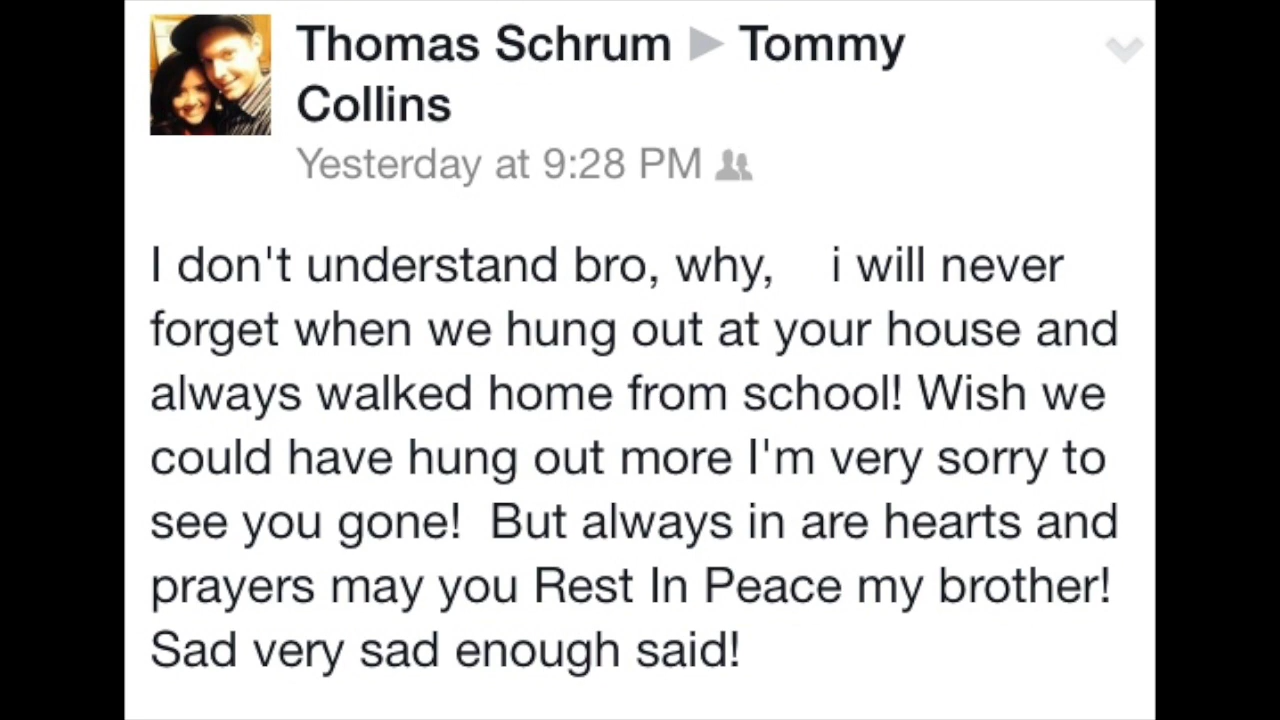 Thomas Schrum ▶ Tommy
Collins
Yesterday at 9:28 PM
I don't understand bro, why,    i will never
forget when we hung out at your house and
always walked home from school! Wish we
could have hung out more I'm very sorry to
see you gone!  But always in are hearts and
prayers may you Rest In Peace my brother!
Sad very sad enough said!